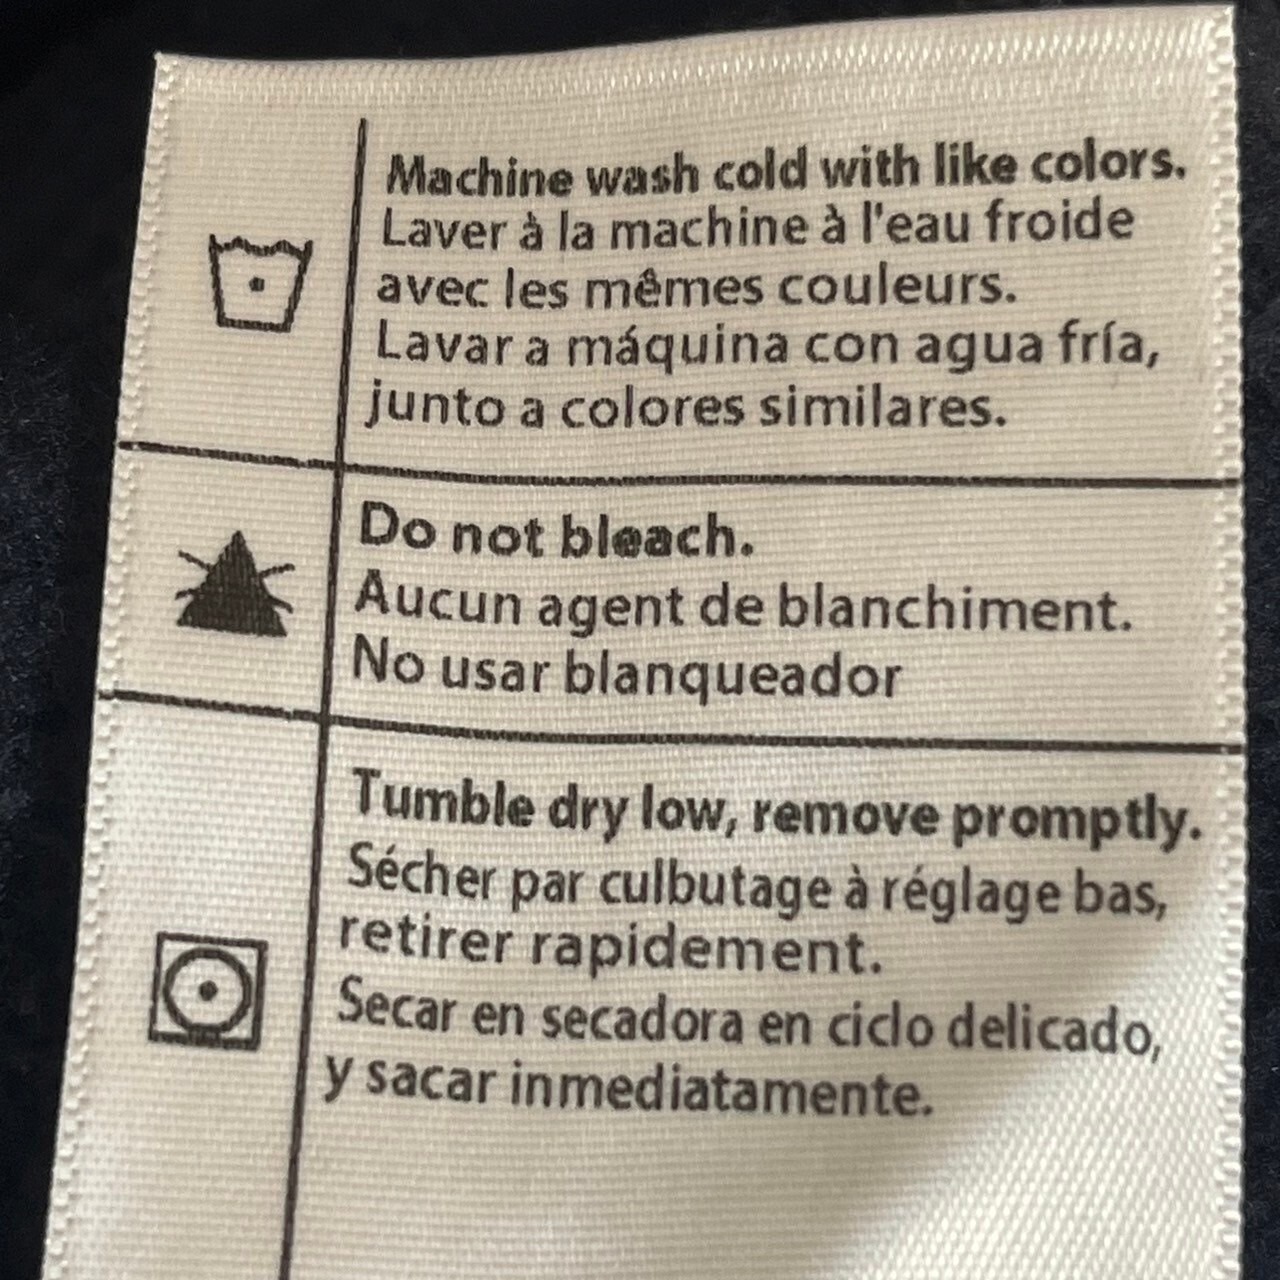 Machine wash cold with like colors.
Laver à la machine à l'eau froide
avec les mêmes couleurs.
Lavar a máquina con agua fría,
junto a colores similares.
Do not bleach.
Aucun agent de blanchiment.
No usar blanqueador
Tumble dry low, remove promptly.
Sécher par culbutage à réglage bas,
retirer rapidement.
Secar en secadora en ciclo delicado,
y sacar inmediatamente.